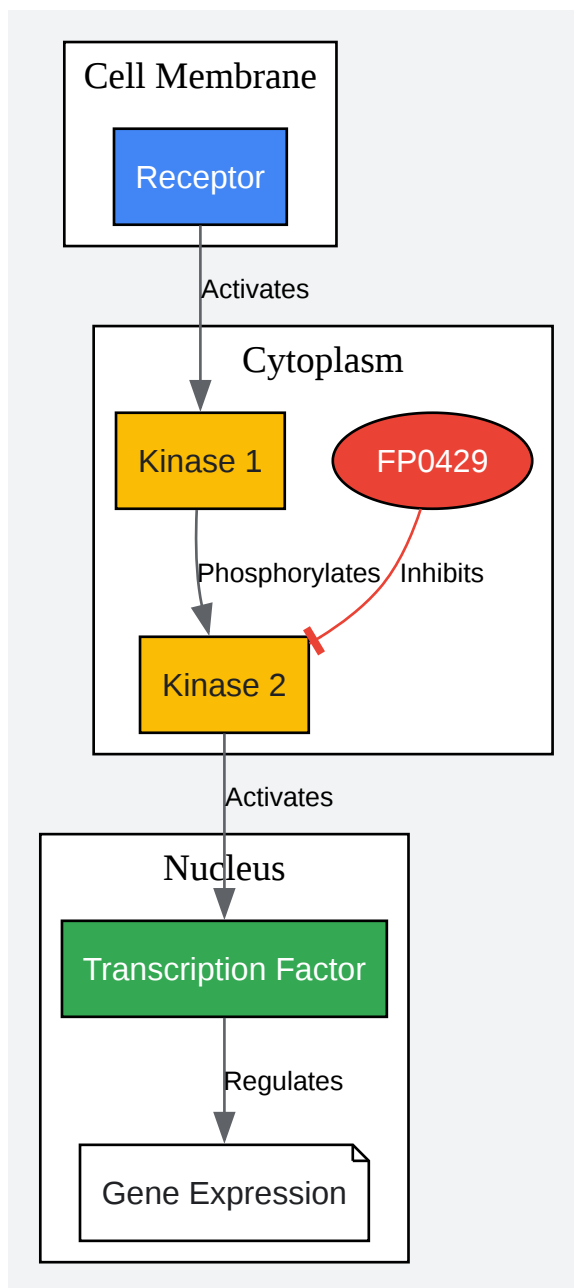 Cell Membrane
Receptor
Activates
Cytoplasm
Kinase 1
FP0429
Phosphorylates
Inhibits
Kinase 2
Activates
Nucleus
Transcription Factor
Regulates
Gene Expression